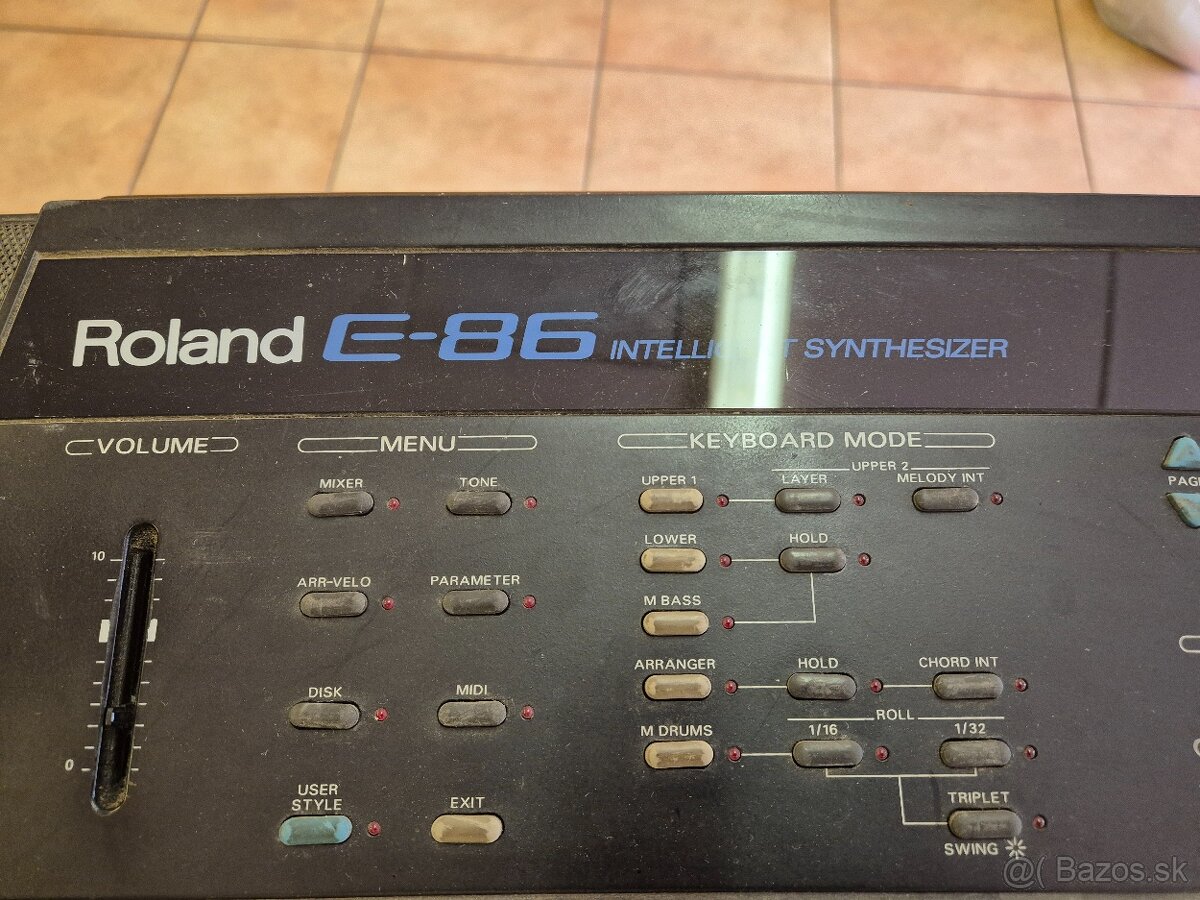 Roland E-86 INTELLI T SYNTHESIZER
VOLUME
10
0
MENU
MIXER TONE
ARR-VELO PARAMETER
DISK MIDI
USER
STYLE
EXIT
KEYBOARD MODE
UPPER 2
UPPER 1 LAYER MELODY INT
LOWER HOLD
M BASS
ARRANGER HOLD CHORD INT
ROLL
M DRUMS 1/16 1/32
TRIPLET
SWING
@( Bazos.sk